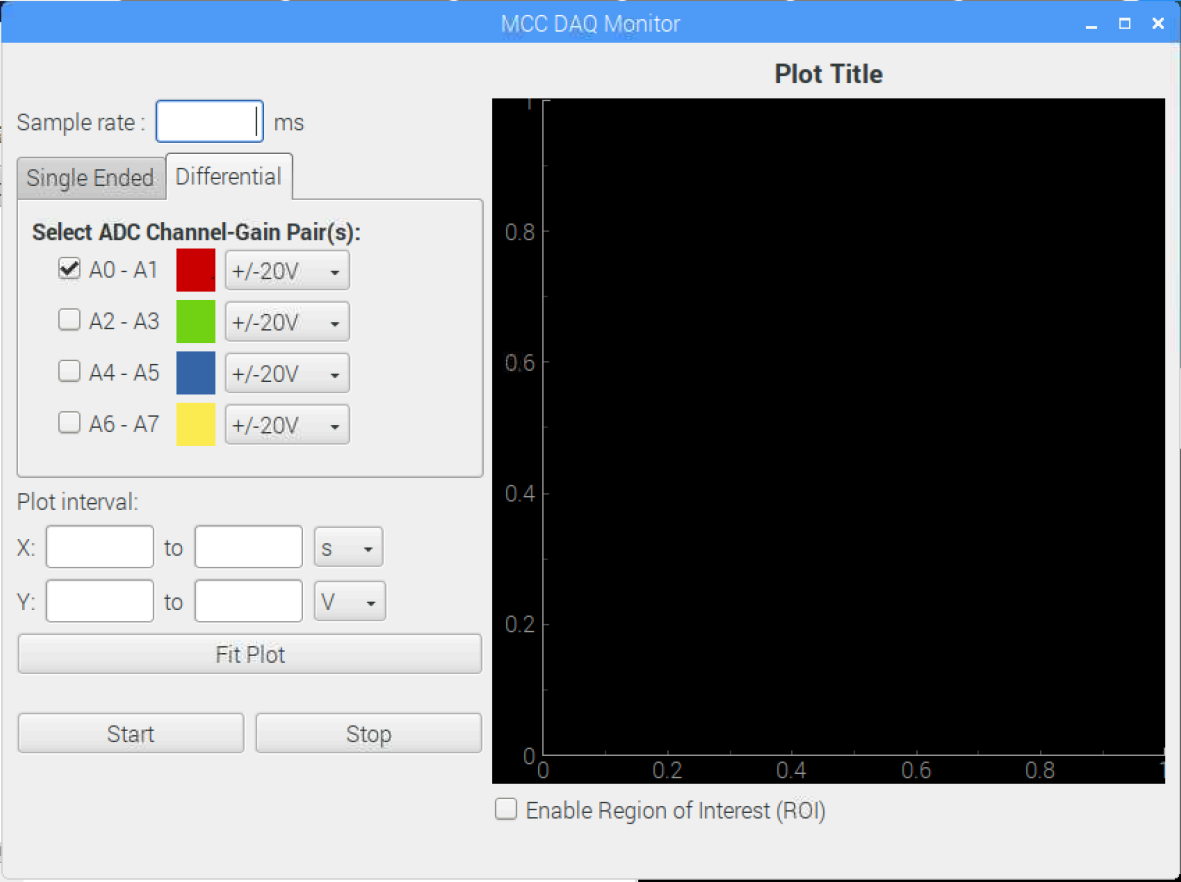 MCC DAQ Monitor
Plot Title
Sample rate : ms
Single Ended Differential
Select ADC Channel-Gain Pair(s):
A0 - A1 +/-20V
A2 - A3 +/-20V
A4 - A5 +/-20V
A6 - A7 +/-20V
Plot interval:
X: to s
Y: to V
Fit Plot
Start Stop
1
0.8
0.6
0.4
0.2
0
0 0.2 0.4 0.6 0.8 1
Enable Region of Interest (ROI)